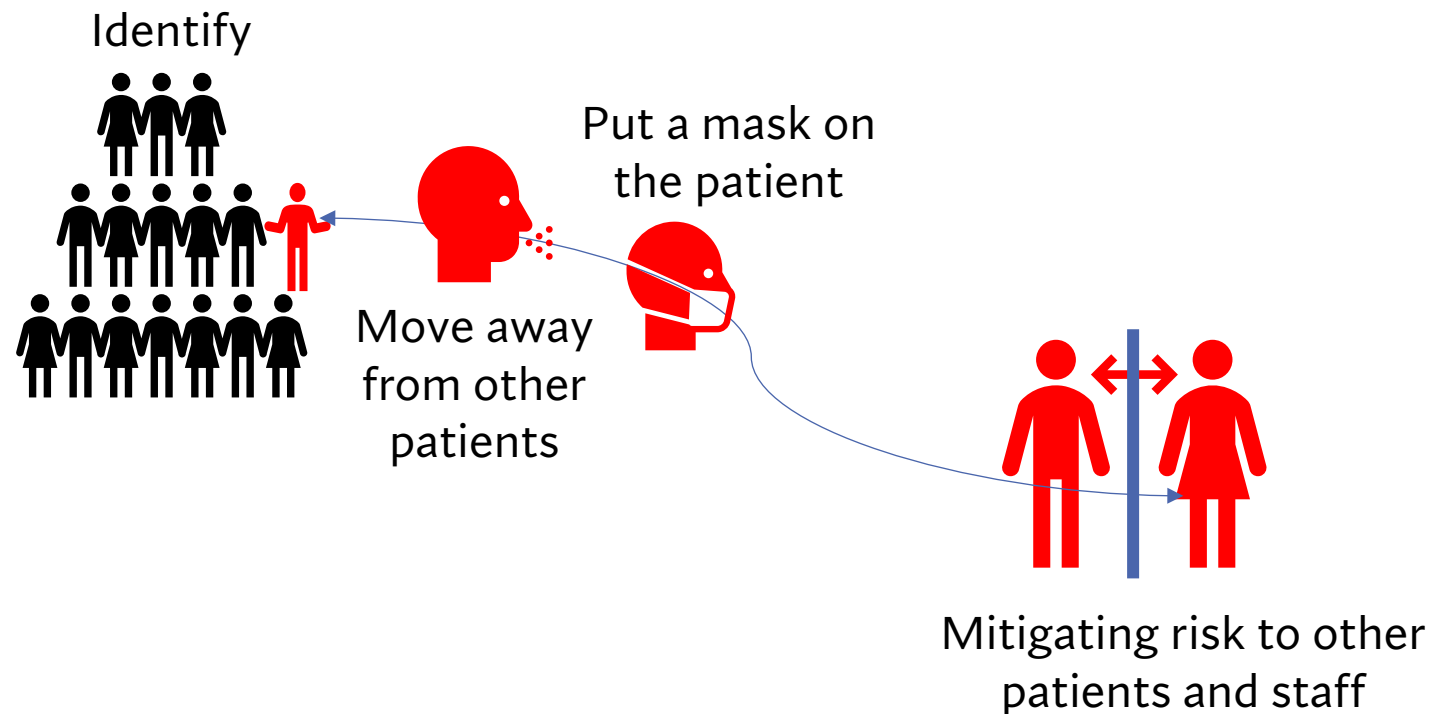 Identify
Put a mask on
the patient
Move away
from other
patients
Mitigating risk to other
patients and staff